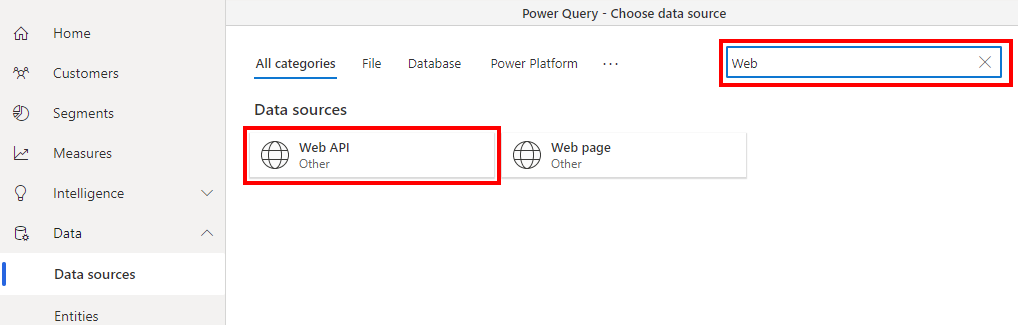 Power Query - Choose data source
Home
Customers
Segments
Measures
Intelligence
Data
Data sources
Entities
All categories
File
Database
Power Platform
...
Web
Data sources
Web API
Other
Web page
Other